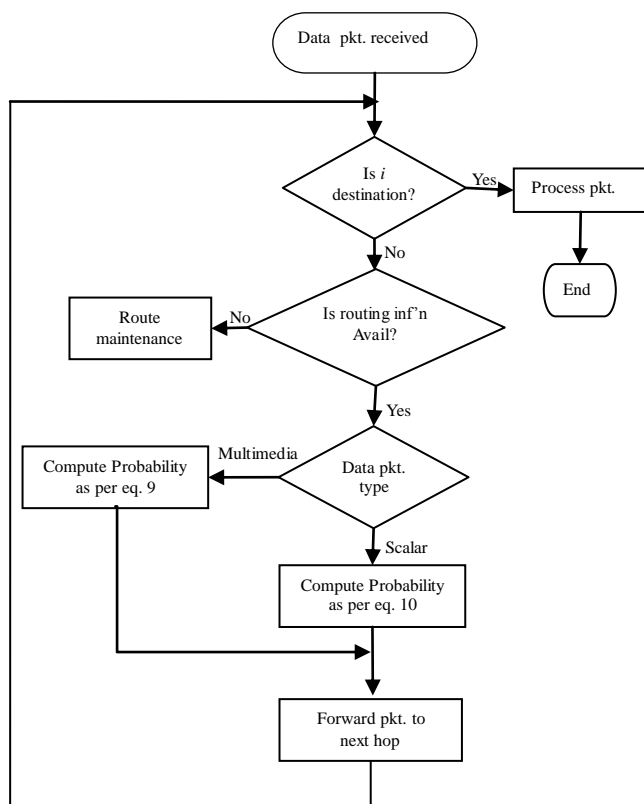 Data pkt. received
Is i
destination?
Yes
Process pkt.
No
End
Is routing inf'n
Avail?
No
Route
maintenance
Yes
Data pkt.
type
Multimedia
Compute Probability
as per eq. 9
Scalar
Compute Probability
as per eq. 10
Forward pkt. to
next hop